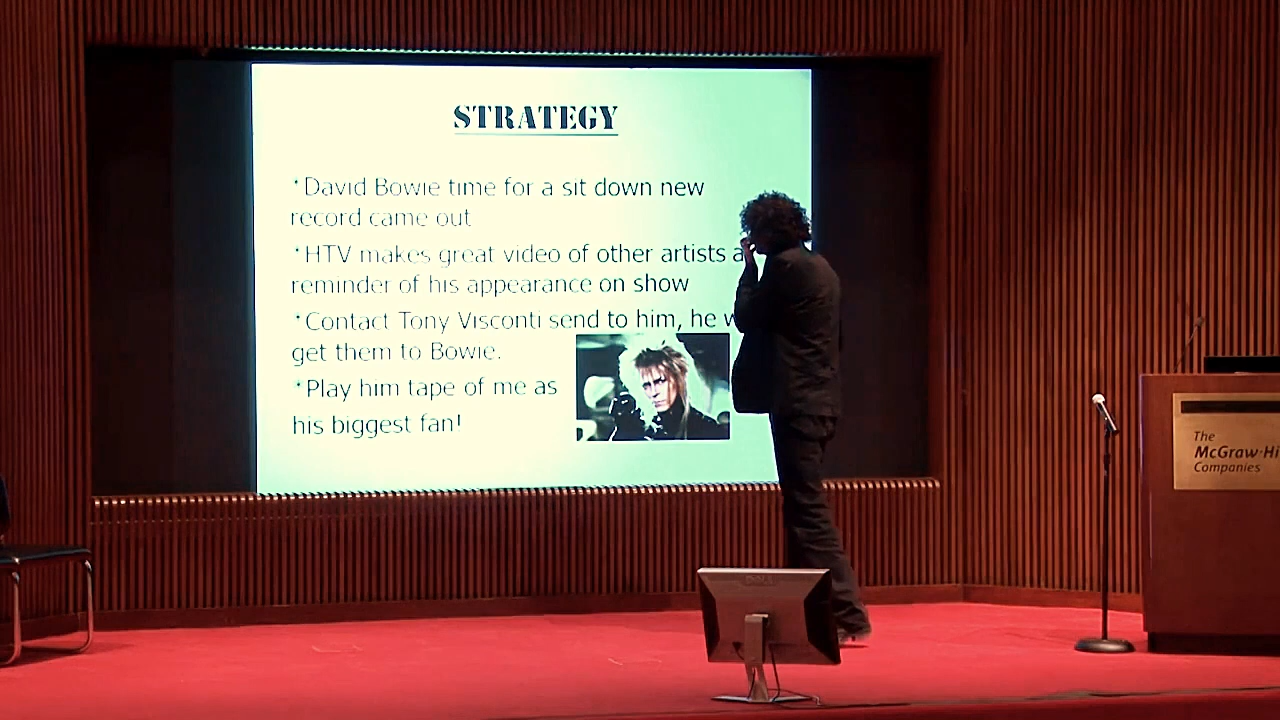 STRATEGY
*David Bowie time for a sit down new
record came out
*HTV makes great video of other artists a
reminder of his appearance on show
*Contact Tony Visconti send to him, he w
get them to Bowie.
*Play him tape of me as
his biggest fan!
The
McGraw·Hi
Companies
DELL